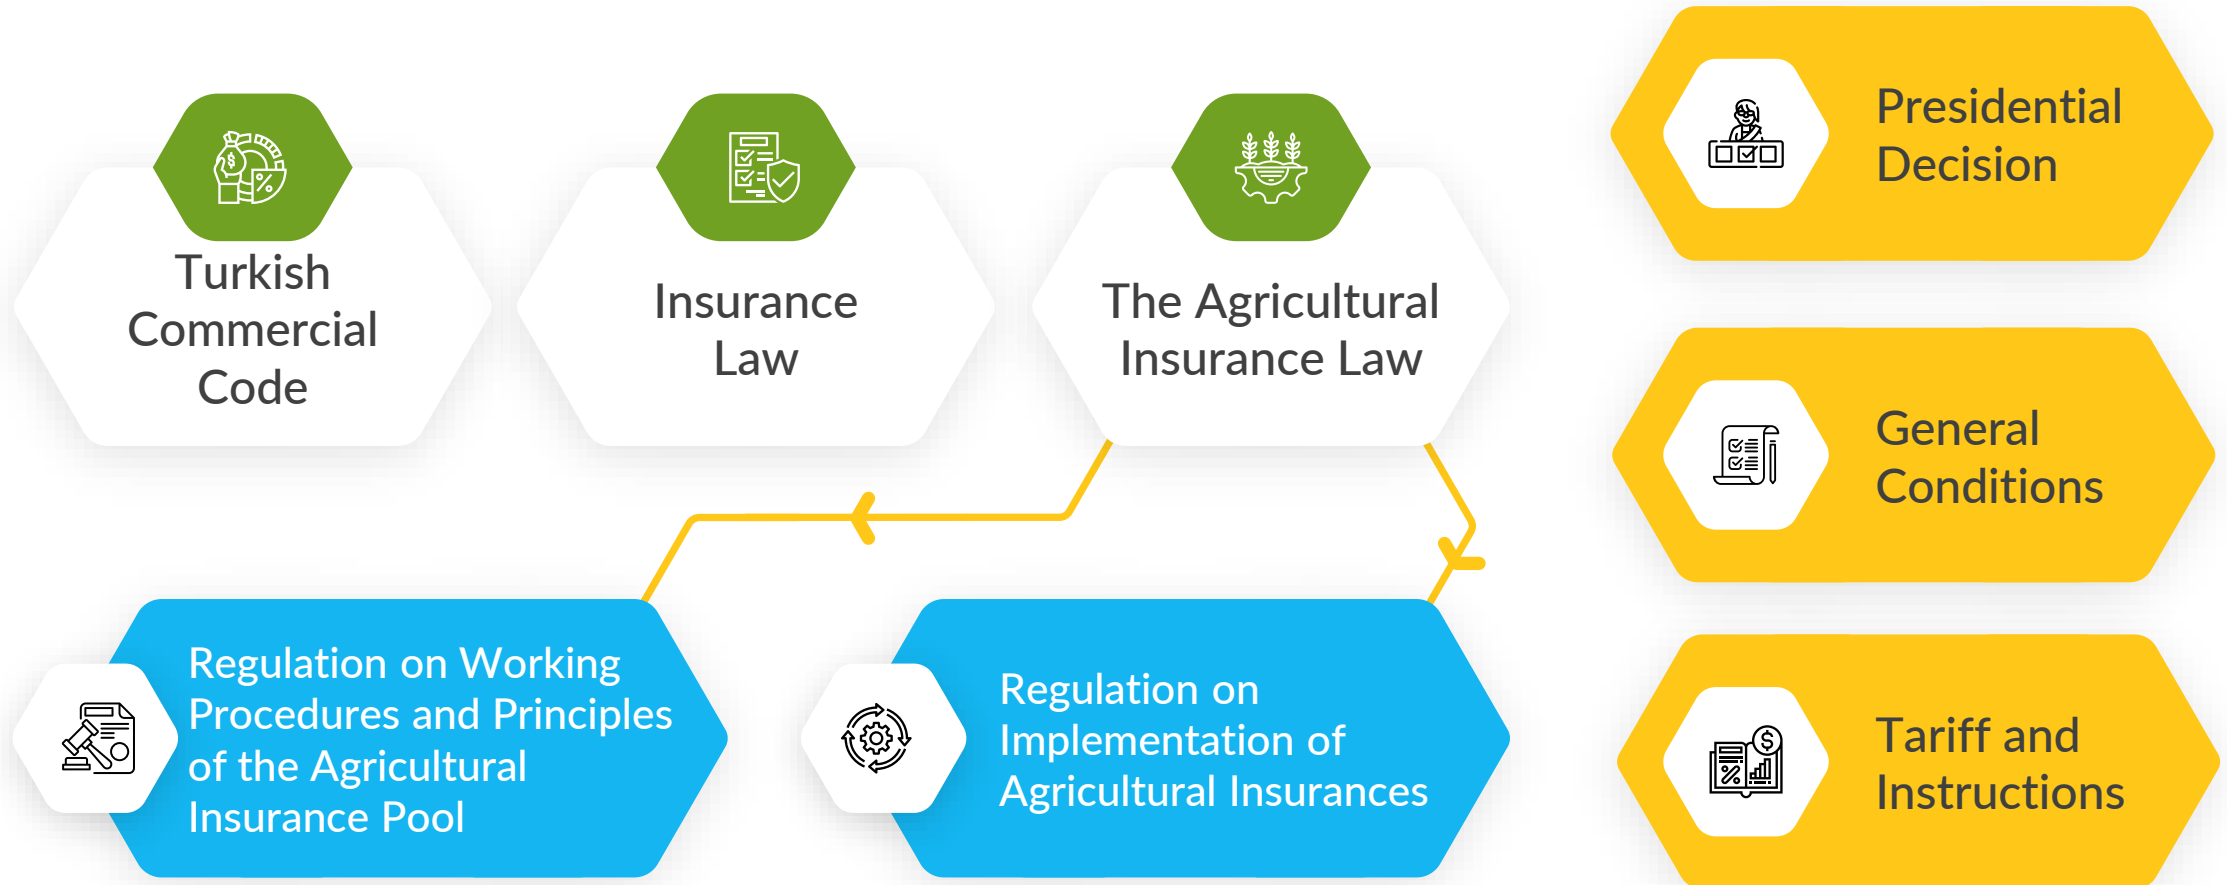 Turkish
Commercial
Code
Insurance
Law
The Agricultural
Insurance Law
Regulation on Working
Procedures and Principles
of the Agricultural
Insurance Pool
Regulation on
Implementation of
Agricultural Insurances
Presidential
Decision
General
Conditions
Tariff and
Instructions